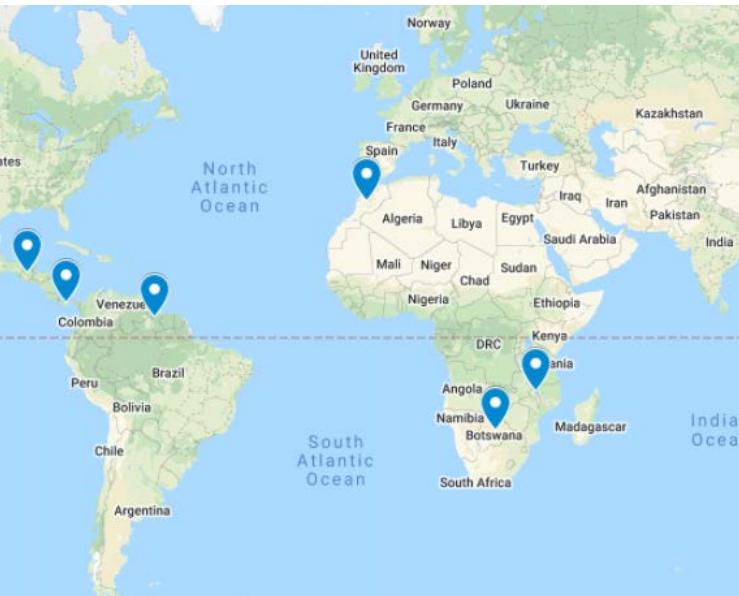 Norway
United
Kingdom
Poland
Germany
Ukraine
Kazakhstan
France
Italy
Spain
ates
North
Atlantic
Ocean
Turkey
Afghanistan
Iraq
Iran
Pakistan
Algeria
Libya
Egypt
Saudi Arabia
India
Mali
Niger
Sudan
Chad
Nigeria
Ethiopia
Venezue
Colombia
Kenya
DRC
ania
Brazil
Peru
Angola
Bolivia
Namibia
Botswana
Madagascar
India
Ocea
South
Atlantic
Ocean
Chile
South Africa
Argentina